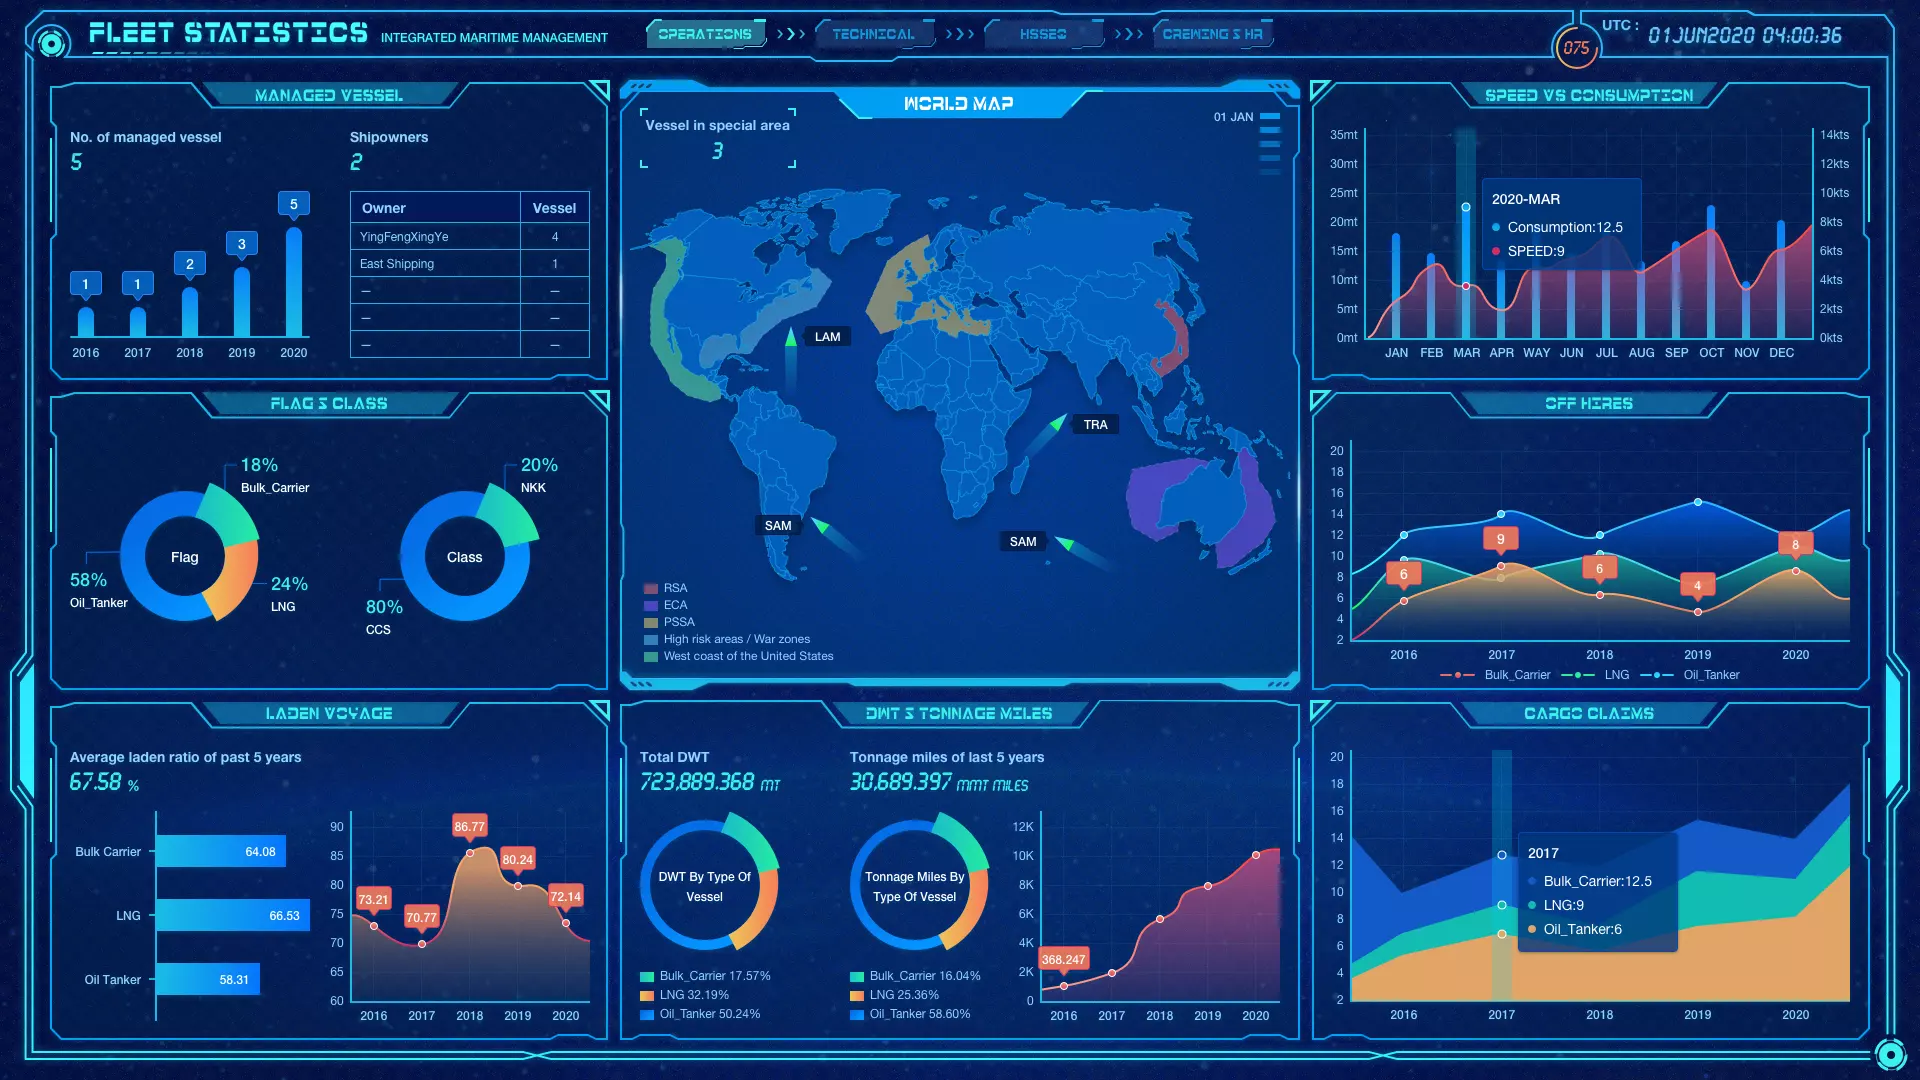 FLEET STATISTICS INTEGRATED MARITIME MANAGEMENT
OPERATIONS
TECHNICAL
HSSEQ
CREWING & HR
075
UTC : 01JUN2020 04:00:36
MANAGED VESSEL
No. of managed vessel
5
1
1
2
3
5
2016 2017 2018 2019 2020
Shipowners
2
Owner Vessel
YingFengXingYe 4
East Shipping 1
– –
– –
– –
FLAG & CLASS
18%
Bulk_Carrier
Flag
58%
Oil_Tanker
24%
LNG
20%
NKK
Class
80%
CCS
LADEN VOYAGE
Average laden ratio of past 5 years
67.58 %
Bulk Carrier 64.08
LNG 66.53
Oil Tanker 58.31
90
85
80
75
70
65
60
73.21
70.77
86.77
80.24
72.14
2016 2017 2018 2019 2020
WORLD MAP
Vessel in special area
3
01 JAN
LAM
TRA
SAM
SAM
RSA
ECA
PSSA
High risk areas / War zones
West coast of the United States
DWT & TONNAGE MILES
Total DWT
723,889.368 MT
DWT By Type Of
Vessel
Bulk_Carrier 17.57%
LNG 32.19%
Oil_Tanker 50.24%
Tonnage miles of last 5 years
30,689.397 MMT MILES
Tonnage Miles By
Type Of Vessel
Bulk_Carrier 16.04%
LNG 25.36%
Oil_Tanker 58.60%
12K
10K
8K
6K
4K
2K
0
368.247
2016 2017 2018 2019 2020
SPEED VS CONSUMPTION
35mt
30mt
25mt
20mt
15mt
10mt
5mt
0mt
14kts
12kts
10kts
8kts
6kts
4kts
2kts
0kts
2020-MAR
Consumption:12.5
SPEED:9
JAN FEB MAR APR WAY JUN JUL AUG SEP OCT NOV DEC
OFF HIRES
20
18
16
14
12
10
8
6
4
2
6
9
6
4
8
2016 2017 2018 2019 2020
Bulk_Carrier LNG Oil_Tanker
CARGO CLAIMS
20
18
16
14
12
10
8
6
4
2
2017
Bulk_Carrier:12.5
LNG:9
Oil_Tanker:6
2016 2017 2018 2019 2020